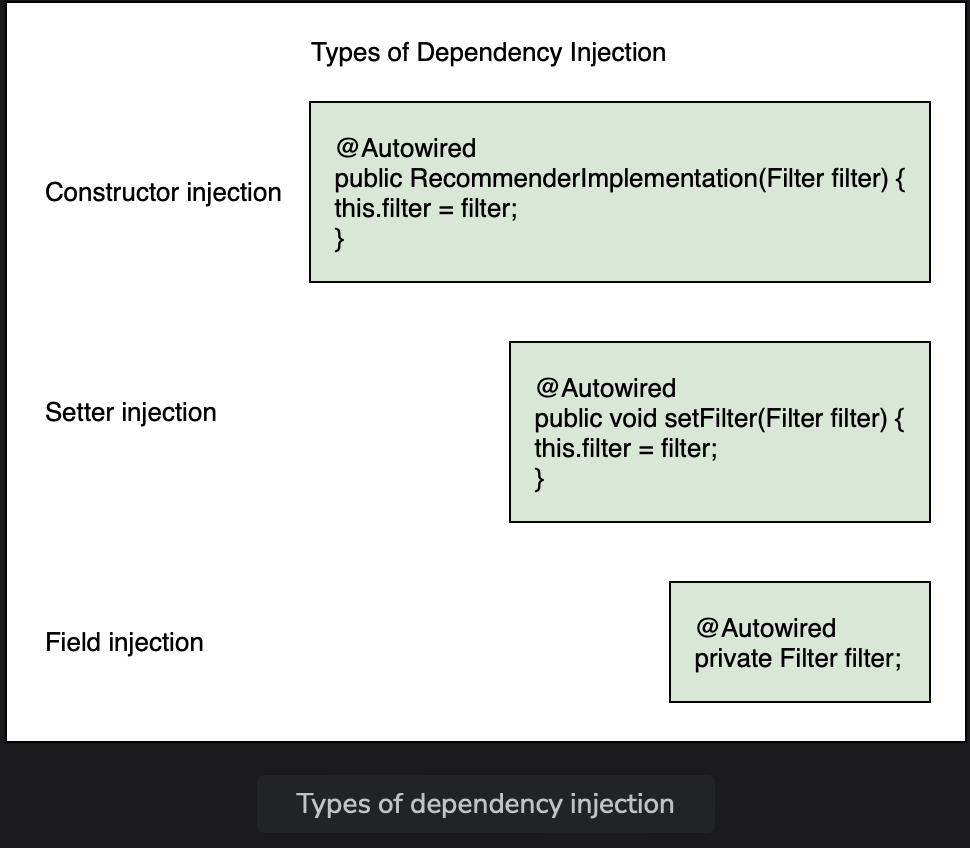 Types of Dependency Injection
Constructor injection
@Autowired
public RecommenderImplementation(Filter filter) {
this.filter = filter;
}
Setter injection
@Autowired
public void setFilter(Filter filter) {
this.filter = filter;
}
Field injection
@Autowired
private Filter filter;
Types of dependency injection